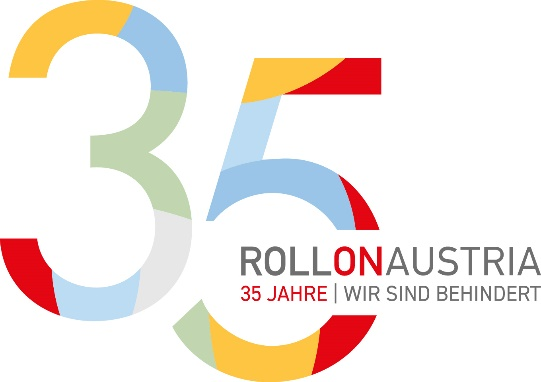 35
ROLLONAUSTRIA
35 JAHRE | WIR SIND BEHINDERT